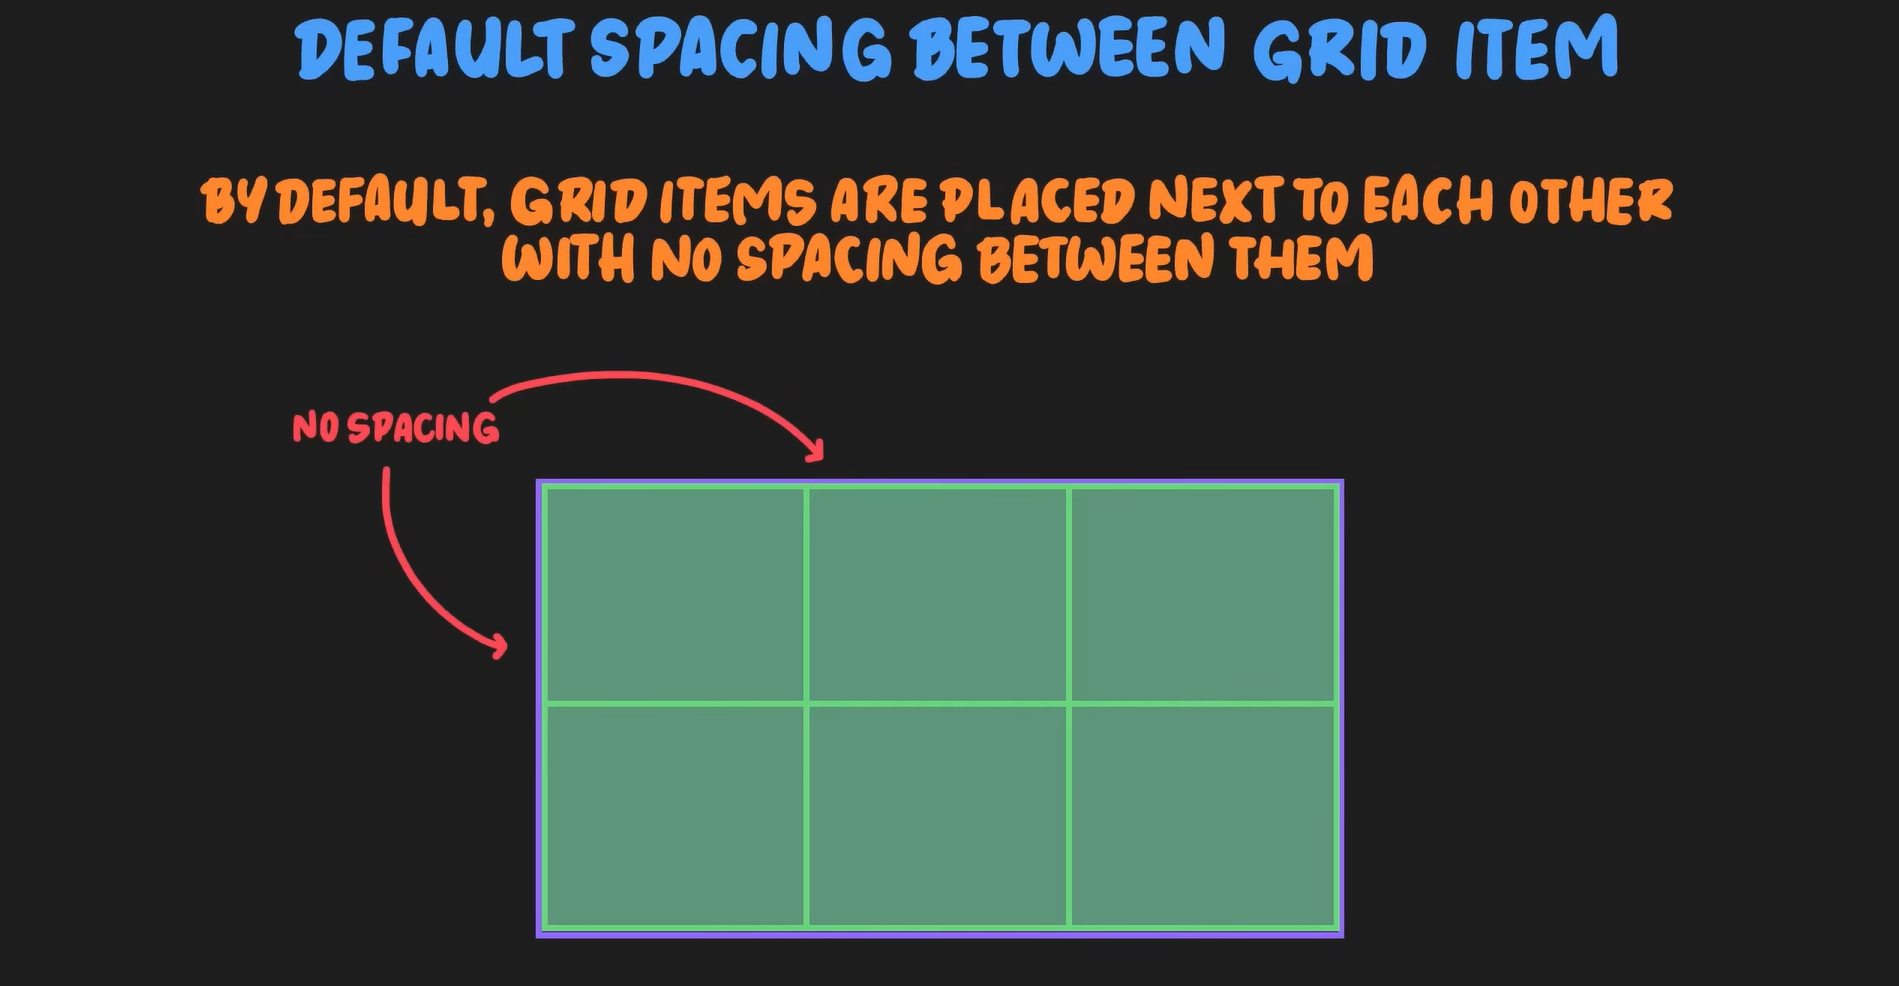 DEFAULT SPACING BETWEEN GRID ITEM
BY DEFAULT, GRID ITEMS ARE PLACED NEXT TO EACH OTHER
WITH NO SPACING BETWEEN THEM
NO SPACING